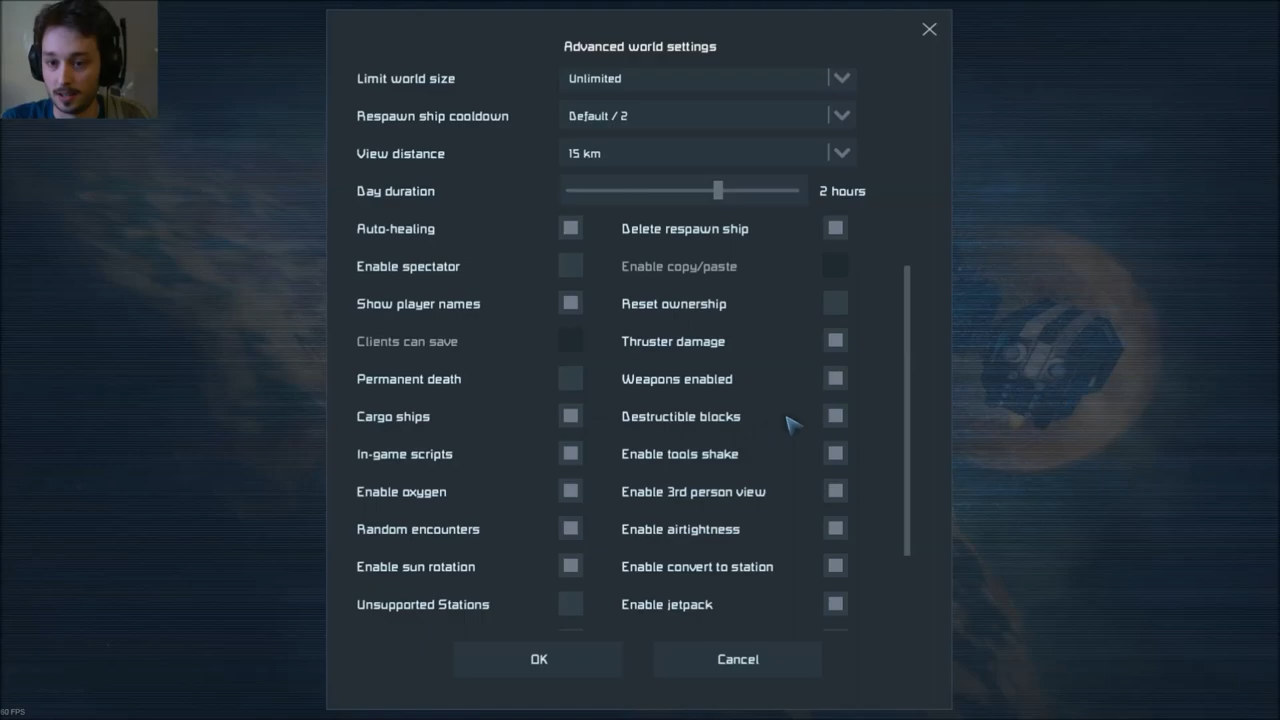 Advanced world settings
Limit world size Unlimited
Respawn ship cooldown Default / 2
View distance 15 km
Day duration 2 hours
Auto-healing Delete respawn ship
Enable spectator Enable copy/paste
Show player names Reset ownership
Clients can save Thruster damage
Permanent death Weapons enabled
Cargo ships Destructible blocks
In-game scripts Enable tools shake
Enable oxygen Enable 3rd person view
Random encounters Enable airtightness
Enable sun rotation Enable convert to station
Unsupported Stations Enable jetpack
OK Cancel
60 FPS